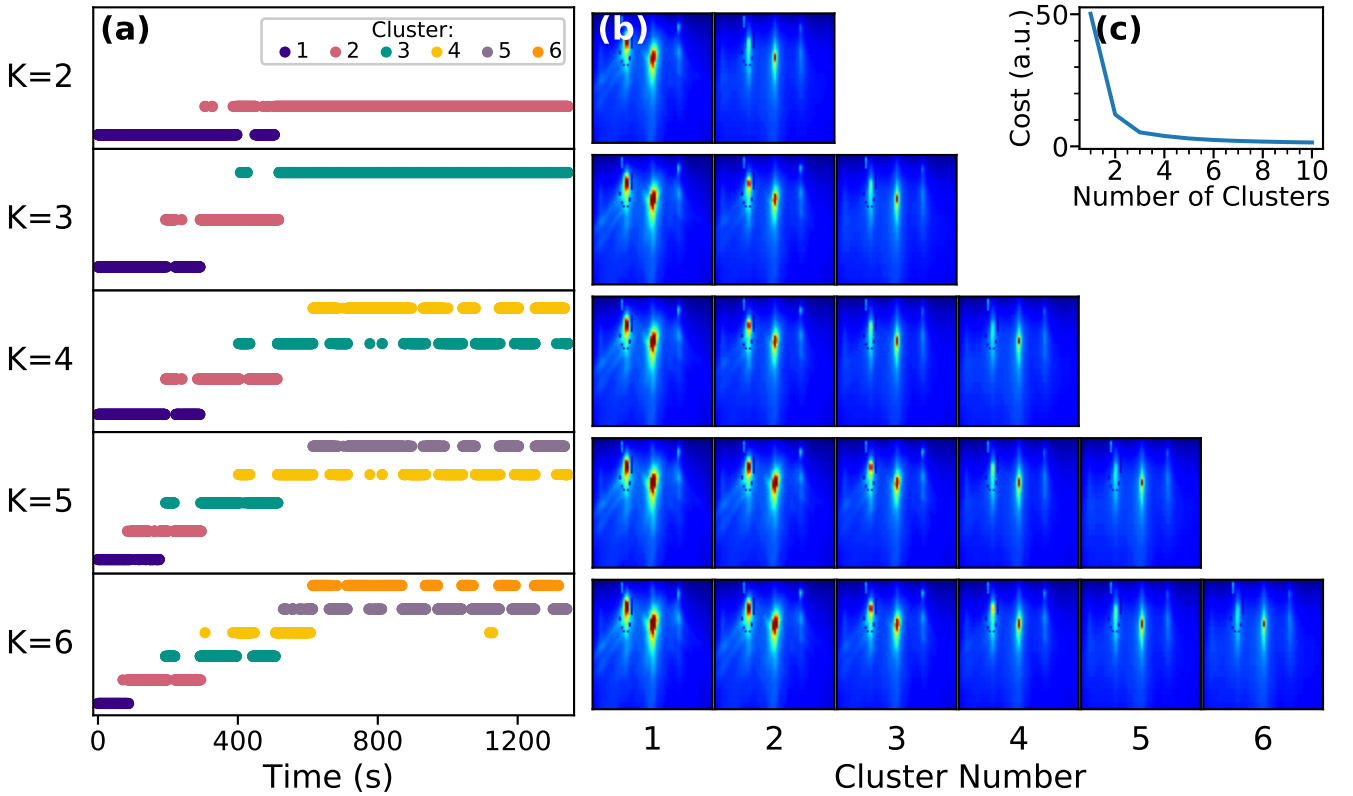 (a)
Cluster:
1 2 3 4 5 6
K=2
K=3
K=4
K=5
K=6
0 400 800 1200
Time (s)
(b)
1 2 3 4 5 6
Cluster Number
(c)
50
0
Cost (a.u.)
2 4 6 8 10
Number of Clusters